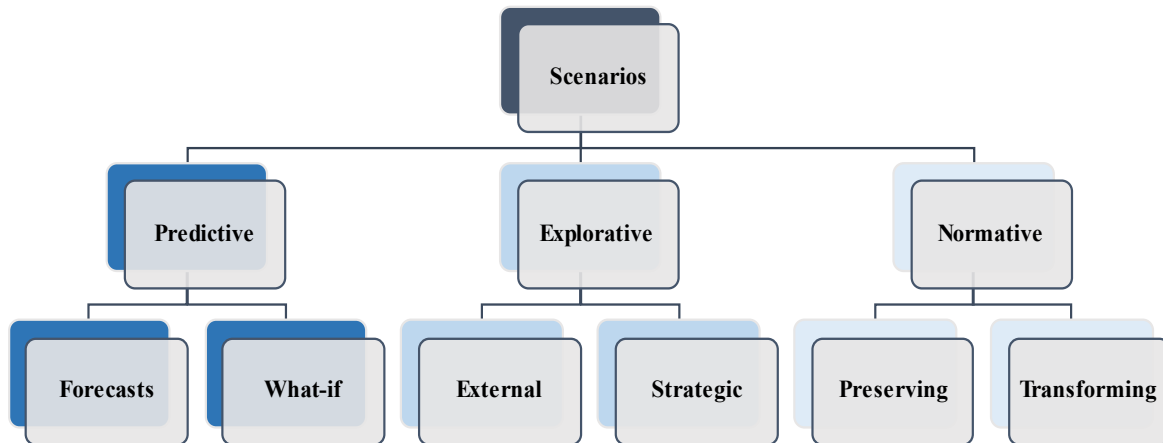 Scenarios
Predictive
Explorative
Normative
Forecasts
What-if
External
Strategic
Preserving
Transforming